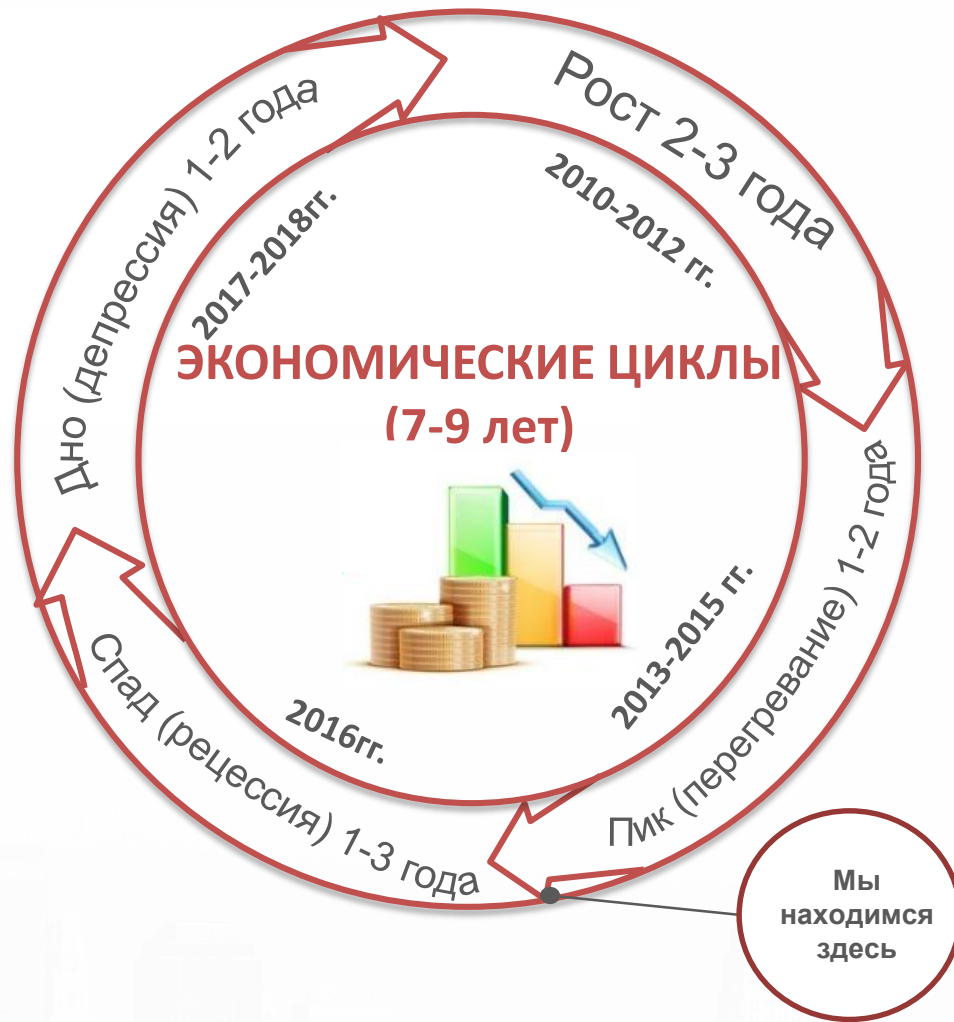 Рост 2-3 года
2010-2012 гг.
Пик (перегревание) 1-2 года
2013-2015 гг.
Спад (рецессия) 1-3 года
2016гг.
Дно (депрессия) 1-2 года
2017-2018гг.
ЭКОНОМИЧЕСКИЕ ЦИКЛЫ
(7-9 лет)
Мы
находимся
здесь